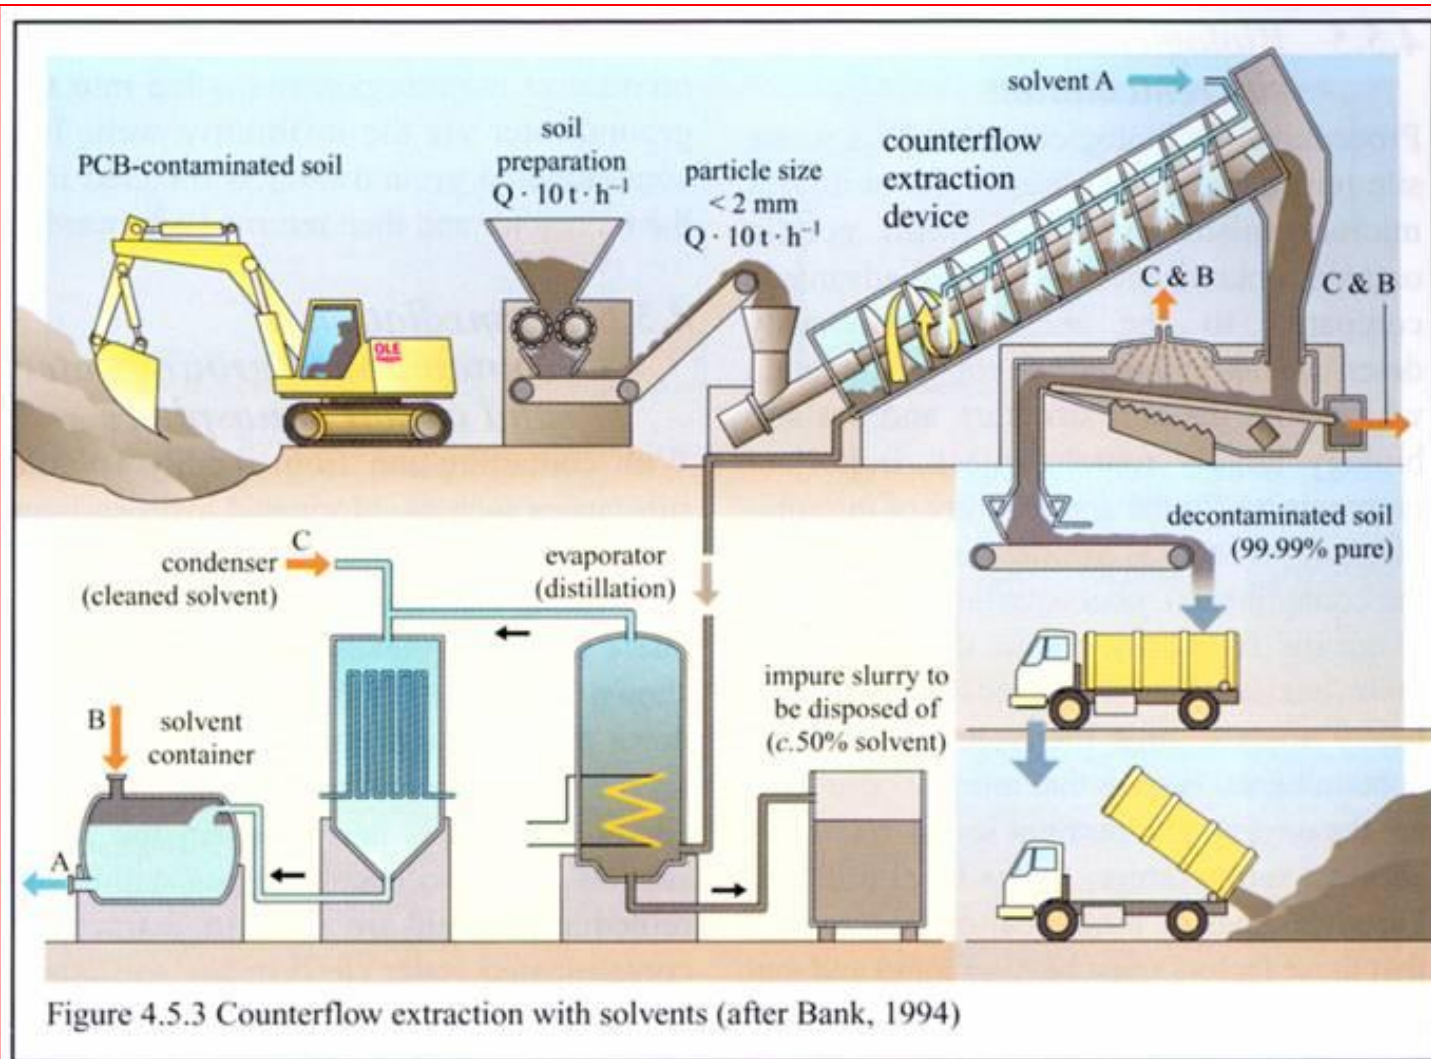 PCB-contaminated soil
soil
preparation
Q · 10 t · h⁻¹
particle size
< 2 mm
Q · 10 t · h⁻¹
solvent A
counterflow
extraction
device
C & B
C & B
OLE
decontaminated soil
(99.99% pure)
C
condenser
(cleaned solvent)
evaporator
(distillation)
impure slurry to
be disposed of
(c.50% solvent)
B
solvent
container
A
Figure 4.5.3 Counterflow extraction with solvents (after Bank, 1994)